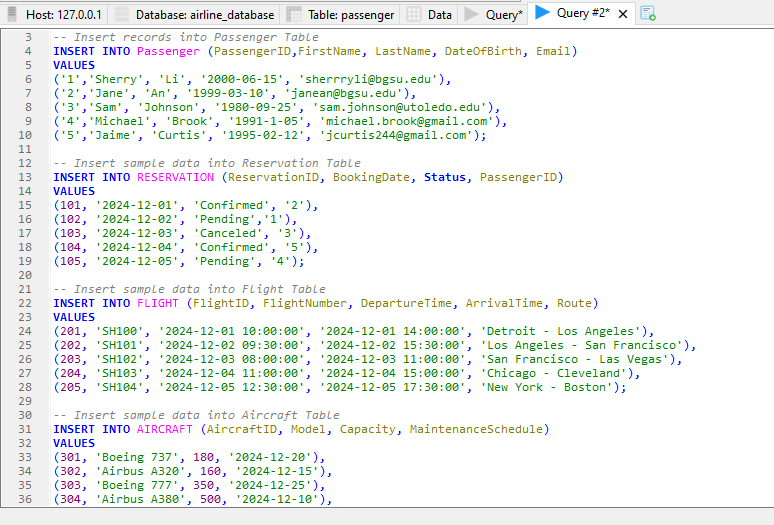 Host: 127.0.0.1 Database: airline_database Table: passenger Data Query* Query #2*
3 -- Insert records into Passenger Table
4 INSERT INTO Passenger (PassengerID,FirstName, LastName, DateOfBirth, Email)
5 VALUES
6 ('1','Sherry', 'Li', '2000-06-15', 'sherrryli@bgsu.edu'),
7 ('2','Jane', 'An', '1999-03-10', 'janean@bgsu.edu'),
8 ('3','Sam', 'Johnson', '1980-09-25', 'sam.johnson@utoledo.edu'),
9 ('4','Michael', 'Brook', '1991-1-05', 'michael.brook@gmail.com'),
10 ('5','Jaime', 'Curtis', '1995-02-12', 'jcurtis244@gmail.com');
11
12 -- Insert sample data into Reservation Table
13 INSERT INTO RESERVATION (ReservationID, BookingDate, Status, PassengerID)
14 VALUES
15 (101, '2024-12-01', 'Confirmed', '2'),
16 (102, '2024-12-02', 'Pending','1'),
17 (103, '2024-12-03', 'Canceled', '3'),
18 (104, '2024-12-04', 'Confirmed', '5'),
19 (105, '2024-12-05', 'Pending', '4');
20
21 -- Insert sample data into Flight Table
22 INSERT INTO FLIGHT (FlightID, FlightNumber, DepartureTime, ArrivalTime, Route)
23 VALUES
24 (201, 'SH100', '2024-12-01 10:00:00', '2024-12-01 14:00:00', 'Detroit - Los Angeles'),
25 (202, 'SH101', '2024-12-02 09:30:00', '2024-12-02 15:30:00', 'Los Angeles - San Francisco'),
26 (203, 'SH102', '2024-12-03 08:00:00', '2024-12-03 11:00:00', 'San Francisco - Las Vegas'),
27 (204, 'SH103', '2024-12-04 11:00:00', '2024-12-04 15:00:00', 'Chicago - Cleveland'),
28 (205, 'SH104', '2024-12-05 12:30:00', '2024-12-05 17:30:00', 'New York - Boston');
29
30 -- Insert sample data into Aircraft Table
31 INSERT INTO AIRCRAFT (AircraftID, Model, Capacity, MaintenanceSchedule)
32 VALUES
33 (301, 'Boeing 737', 180, '2024-12-20'),
34 (302, 'Airbus A320', 160, '2024-12-15'),
35 (303, 'Boeing 777', 350, '2024-12-25'),
36 (304, 'Airbus A380', 500, '2024-12-10'),